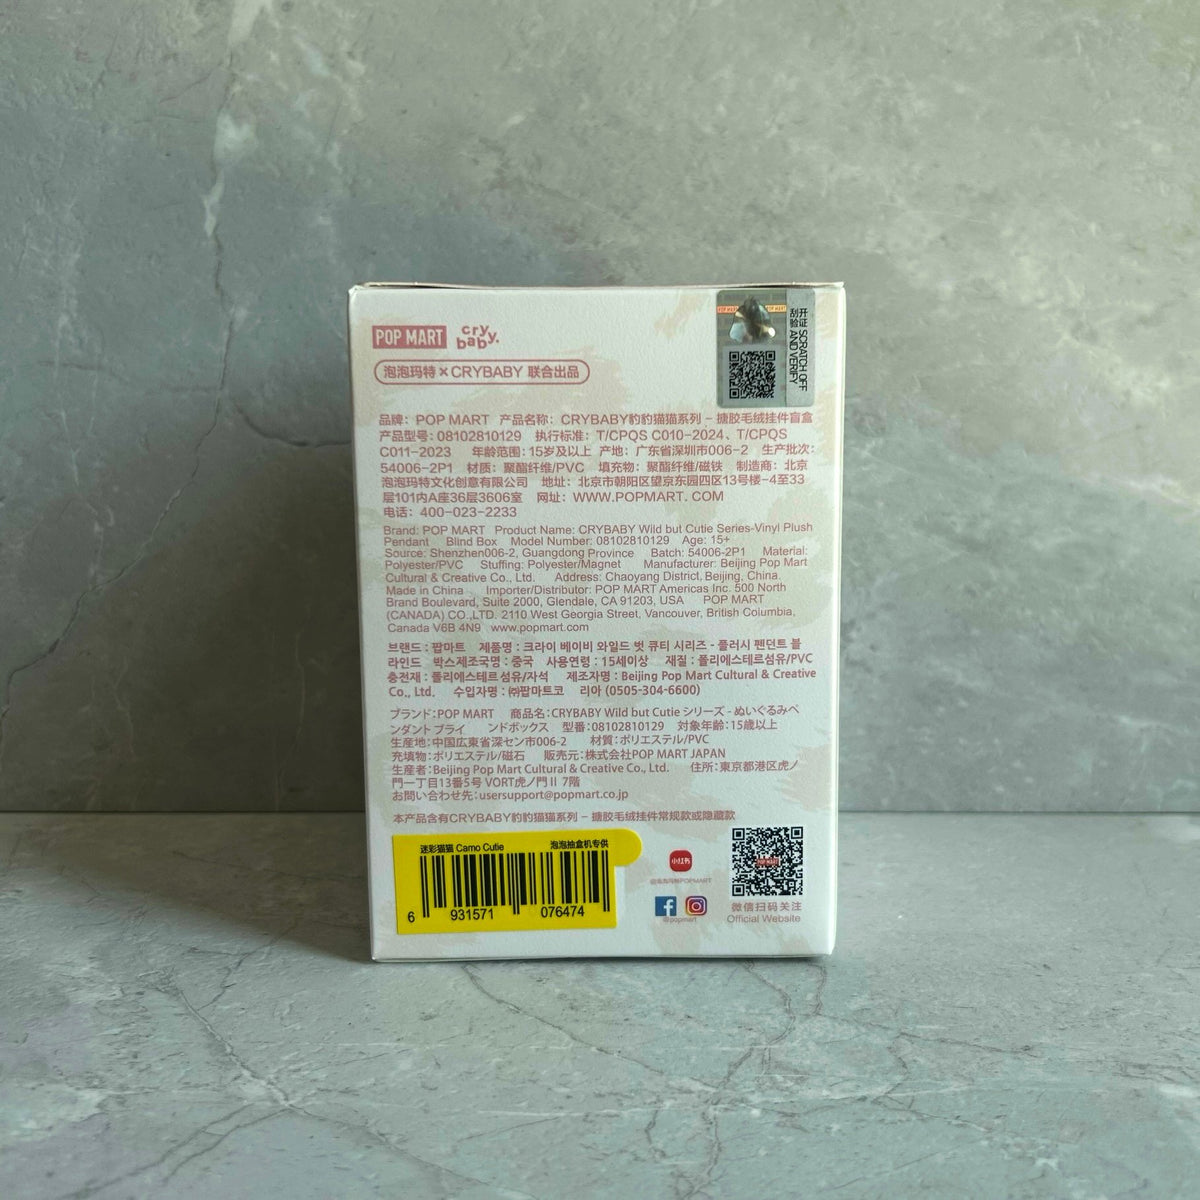 POP MART
cry baby.
开证 SCRATCH OFF
刮验 AND VERIFY
泡泡玛特×CRYBABY 联合出品
品牌：POP MART 产品名称：CRYBABY豹豹猫猫系列 - 搪胶毛绒挂件盲盒
产品型号：08102810129 执行标准：T/CPQS C010-2024、T/CPQS
C011-2023 年龄范围：15岁及以上 产地：广东省深圳市006-2 生产批次：
54006-2P1 材质：聚酯纤维/PVC 填充物：聚酯纤维/磁铁 制造商：北京
泡泡玛特文化创意有限公司 地址：北京市朝阳区望京东园四区13号楼-4至33
层101内A座36层3606室 网址：WWW.POPMART. COM
电话：400-023-2233
Brand: POP MART Product Name: CRYBABY Wild but Cutie Series-Vinyl Plush
Pendant Blind Box Model Number: 08102810129 Age: 15+
Source: Shenzhen006-2, Guangdong Province Batch: 54006-2P1 Material:
Polyester/PVC Stuffing: Polyester/Magnet Manufacturer: Beijing Pop Mart
Cultural & Creative Co., Ltd. Address: Chaoyang District, Beijing, China.
Made in China Importer/Distributor: POP MART Americas Inc. 500 North
Brand Boulevard, Suite 2000, Glendale, CA 91203, USA POP MART
(CANADA) CO.,LTD. 2110 West Georgia Street, Vancouver, British Columbia,
Canada V6B 4N9 www.popmart.com
브랜드 : 팝마트 제품명 : 크라이 베이비 와일드 벗 큐티 시리즈 - 플러시 펜던트 블
라인드 박스제조국명 : 중국 사용연령 : 15세이상 재질 : 폴리에스테르섬유/PVC
충전재 : 폴리에스테르섬유/자석 제조자명 : Beijing Pop Mart Cultural & Creative
Co., Ltd. 수입자명 : ㈜팝마트코 리아 (0505-304-6600)
ブランド：POP MART 商品名：CRYBABY Wild but Cutie シリーズ - ぬいぐるみペ
ンダント ブライ ンドボックス 型番：08102810129 対象年齢：15歳以上
生産地：中国広東省深セン市006-2 材質：ポリエステル/PVC
充填物：ポリエステル/磁石 販売元：株式会社POP MART JAPAN
生産者：Beijing Pop Mart Cultural & Creative Co., Ltd. 住所：東京都港区虎ノ
門一丁目13番5号 VORT虎ノ門Ⅱ 7階
お問い合わせ先：usersupport@popmart.co.jp
本产品含有CRYBABY豹豹猫猫系列 - 搪胶毛绒挂件常规款或隐藏款
迷彩猫猫 Camo Cutie 泡泡抽盒机专供
6 931571 076474
小红书
@泡泡玛特POPMART
@popmart
POP MART
微信扫码关注
Official Website